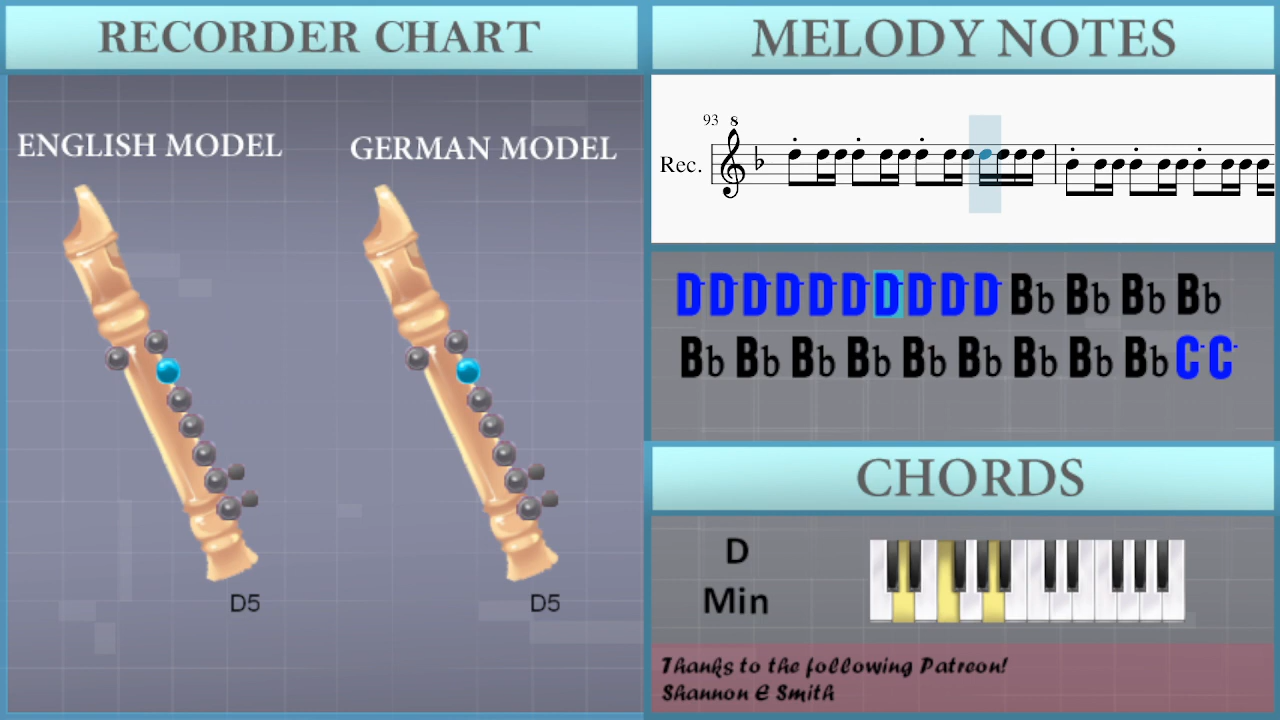 RECORDER CHART
ENGLISH MODEL
GERMAN MODEL
D5
D5
MELODY NOTES
93
8
Rec.
D D D D D D D D D D Bb Bb Bb Bb
Bb Bb Bb Bb Bb Bb Bb Bb Bb C C
CHORDS
D
Min
Thanks to the following Patreon!
Shannon E Smith